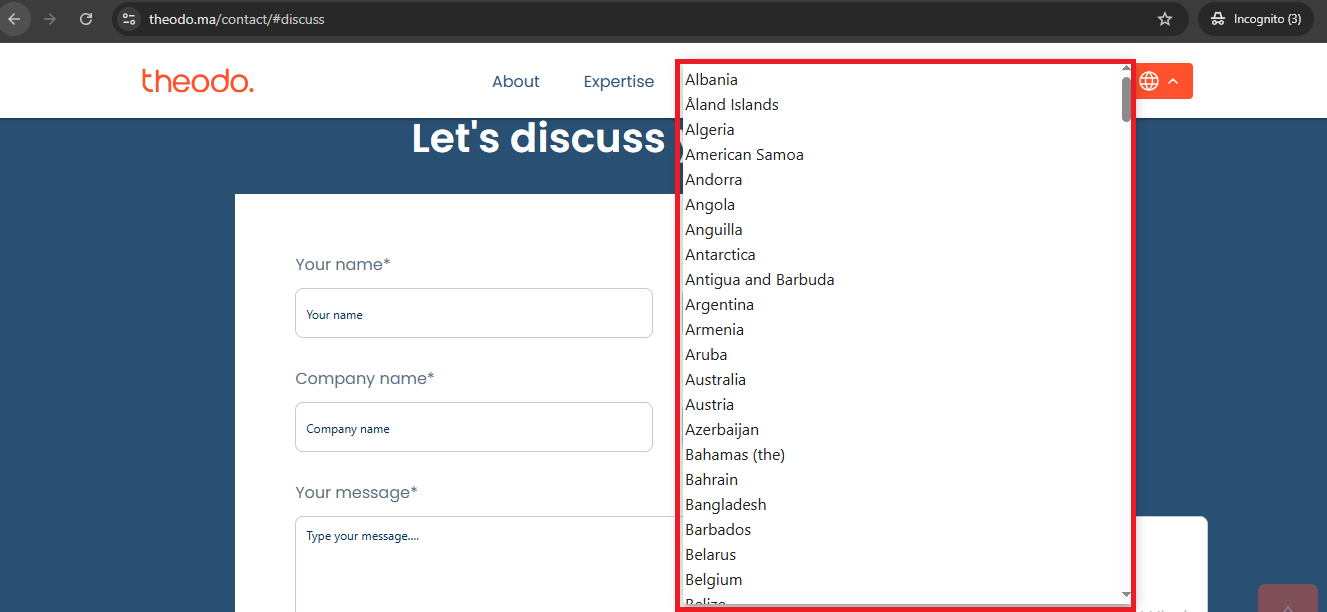 theodo.ma/contact/#discuss
Incognito (3)
theodo.
About
Expertise
Let's discuss
Your name*
Your name
Company name*
Company name
Your message*
Type your message....
Albania
Åland Islands
Algeria
American Samoa
Andorra
Angola
Anguilla
Antarctica
Antigua and Barbuda
Argentina
Armenia
Aruba
Australia
Austria
Azerbaijan
Bahamas (the)
Bahrain
Bangladesh
Barbados
Belarus
Belgium
Belize